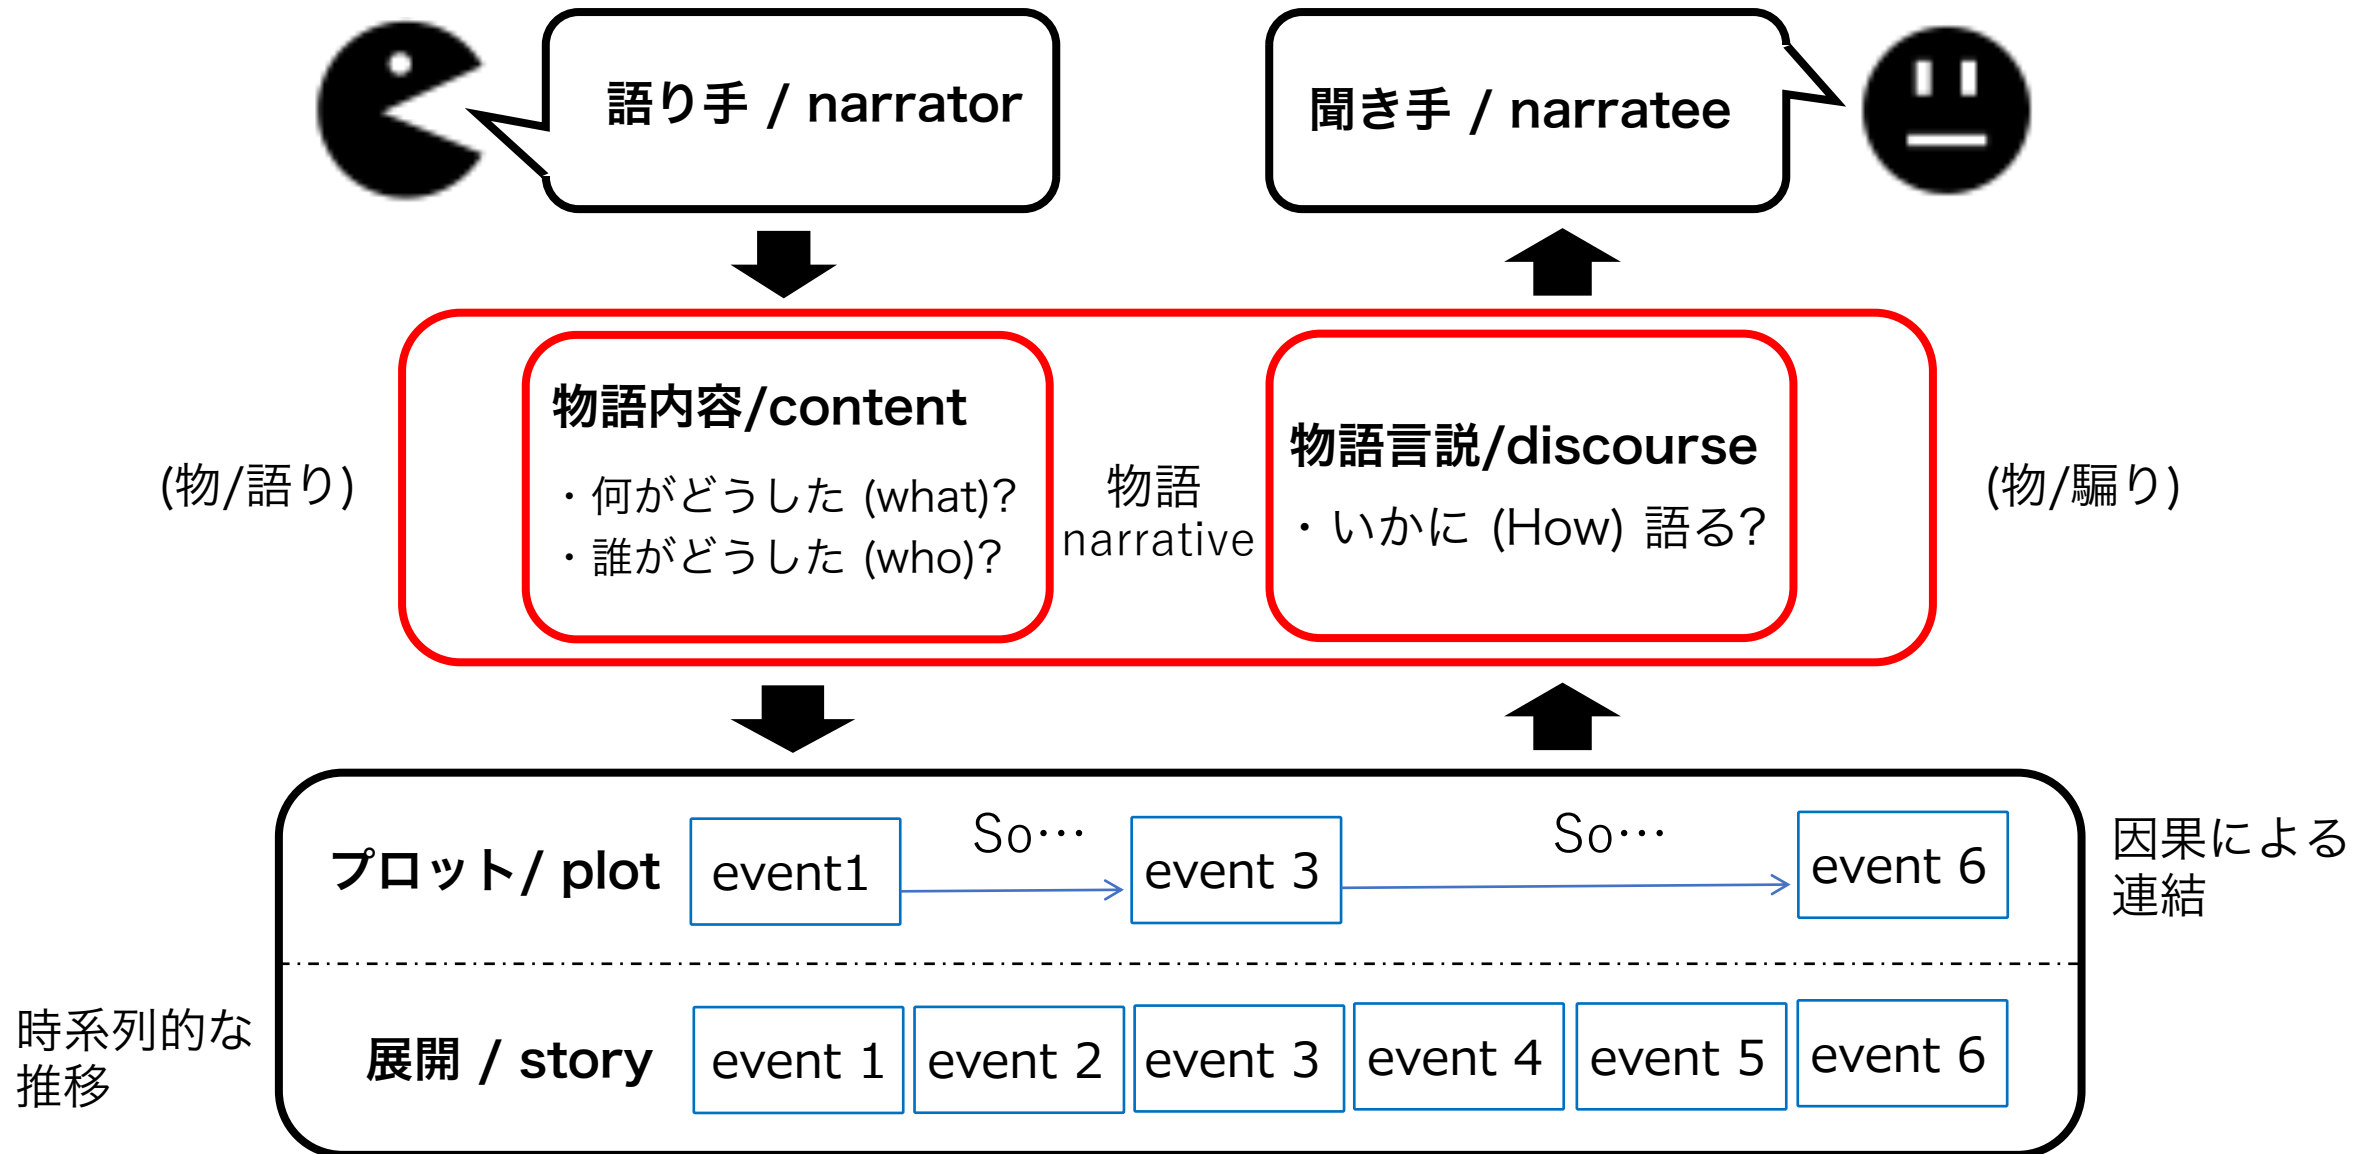 語り手 / narrator
聞き手 / narratee
(物/語り)
物語内容/content
・何がどうした (what)?
・誰がどうした (who)?
物語
narrative
物語言説/discourse
・いかに (How) 語る?
(物/騙り)
プロット/ plot
event1
So…
event 3
So…
event 6
因果による
連結
時系列的な
推移
展開 / story
event 1
event 2
event 3
event 4
event 5
event 6